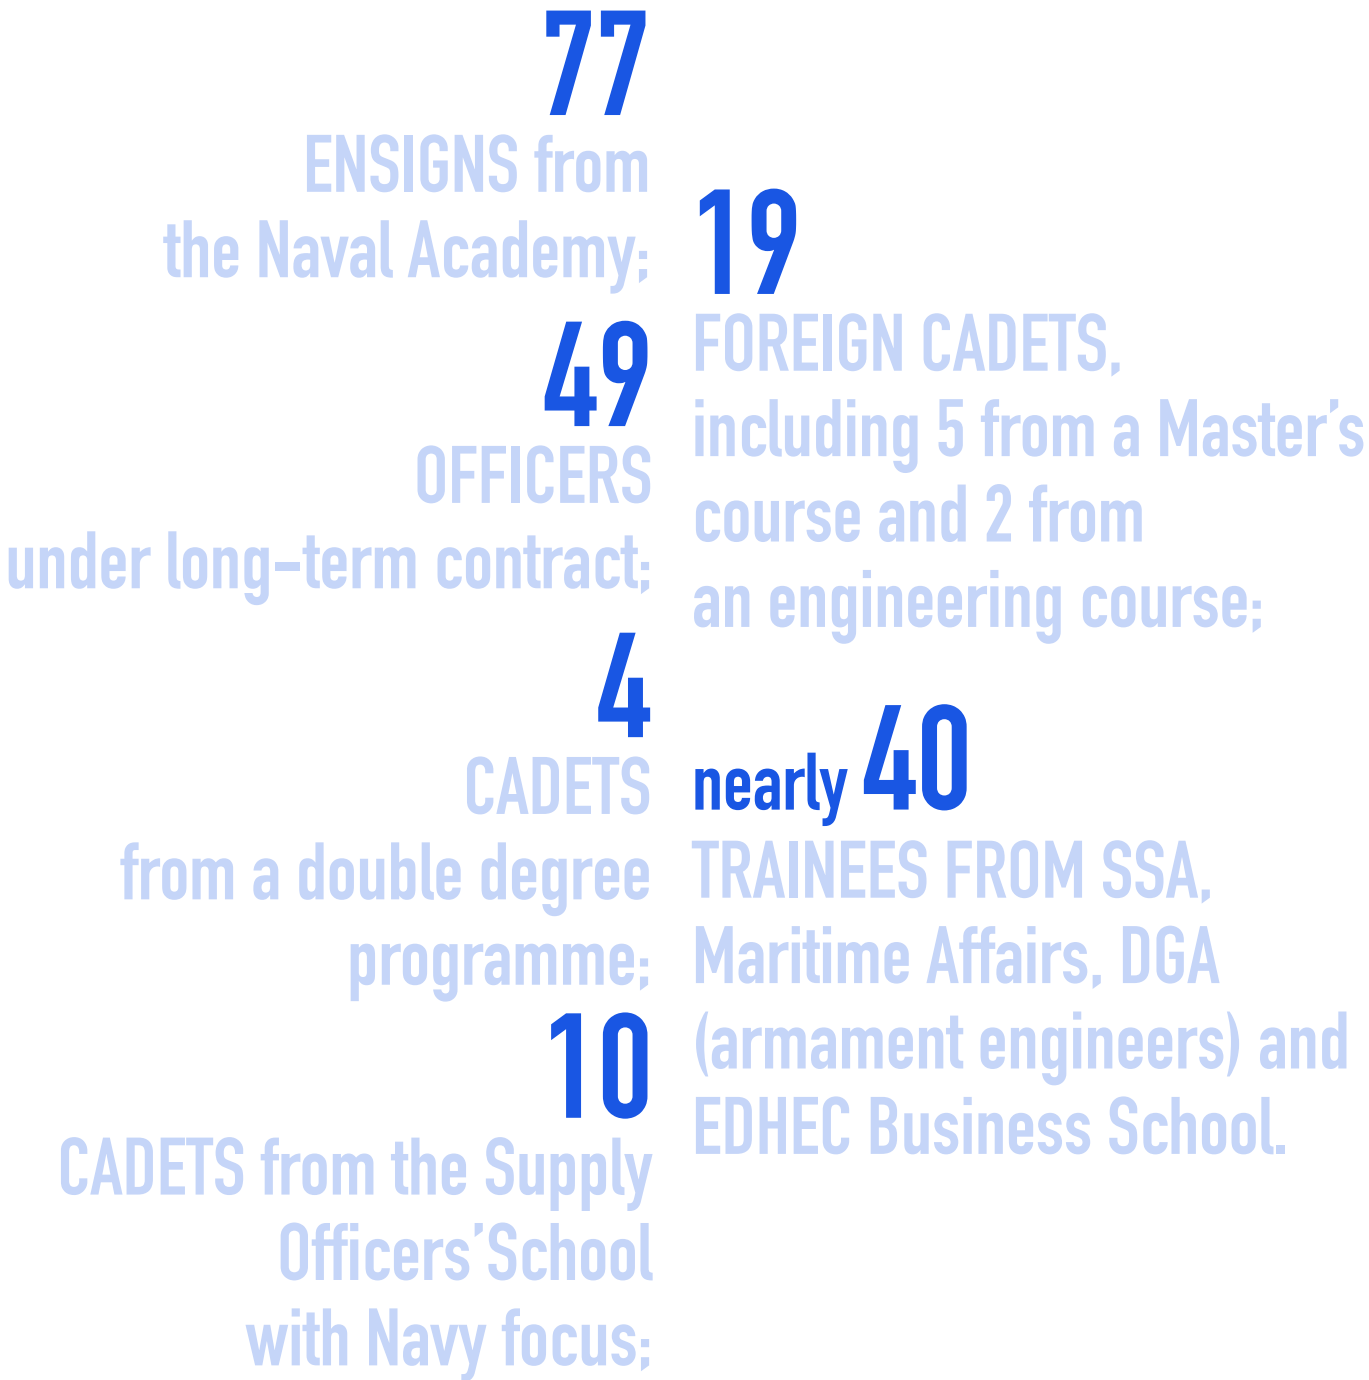 77
ENSIGNS from
the Naval Academy;
49
OFFICERS
under long-term contract;
4
CADETS
from a double degree
programme;
10
CADETS from the Supply
Officers'School
with Navy focus;
19
FOREIGN CADETS,
including 5 from a Master's
course and 2 from
an engineering course;
nearly 40
TRAINEES FROM SSA,
Maritime Affairs, DGA
(armament engineers) and
EDHEC Business School.